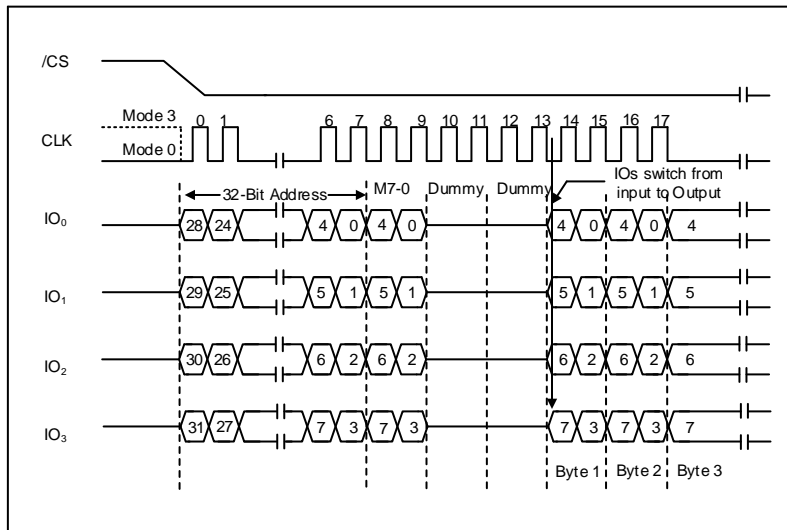 /CS
Mode 3
0 1 6 7 8 9 10 11 12 13 14 15 16 17
CLK
Mode 0
32-Bit Address M7-0 Dummy Dummy IOs switch from
input to Output
IO0 28 24 4 0 4 0 4 0 4 0 4
IO1 29 25 5 1 5 1 5 1 5 1 5
IO2 30 26 6 2 6 2 6 2 6 2 6
IO3 31 27 7 3 7 3 7 3 7 3 7
Byte 1 Byte 2 Byte 3